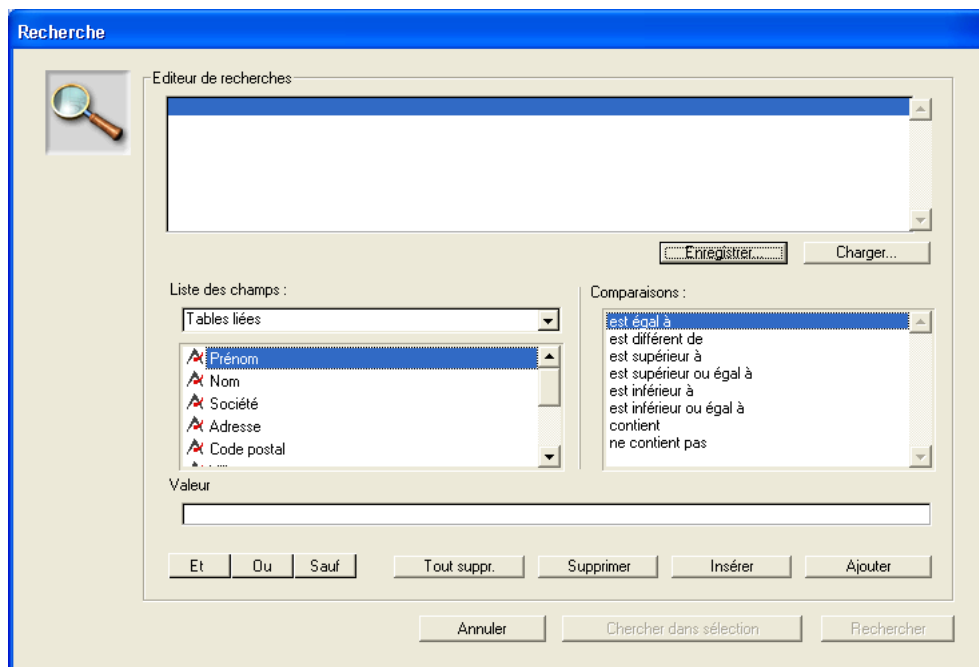 Recherche
Editeur de recherches
Enregistrer...
Charger...
Liste des champs :
Tables liées
Prénom
Nom
Société
Adresse
Code postal
Comparaisons :
est égal à
est différent de
est supérieur à
est supérieur ou égal à
est inférieur à
est inférieur ou égal à
contient
ne contient pas
Valeur
Et Ou Sauf Tout suppr. Supprimer Insérer Ajouter
Annuler Chercher dans sélection Rechercher